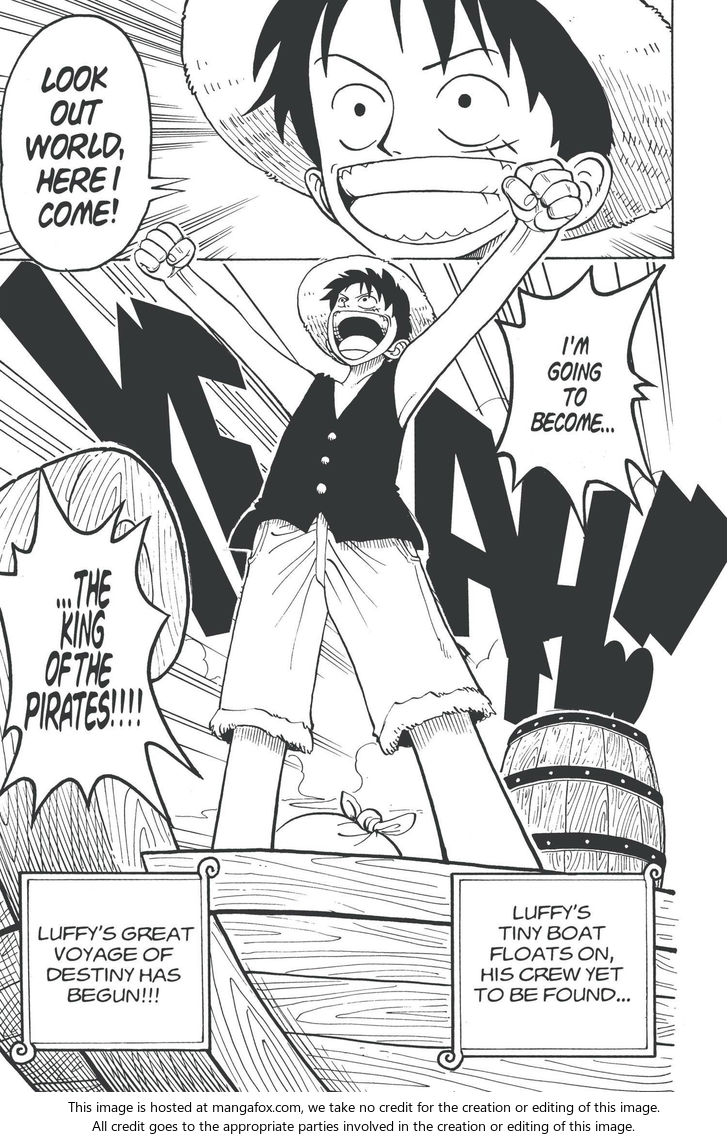 LOOK
OUT
WORLD,
HERE I
COME!
YEAH!!
I'M
GOING
TO
BECOME...
...THE
KING
OF THE
PIRATES!!!!
LUFFY'S GREAT
VOYAGE OF
DESTINY HAS
BEGUN!!!
LUFFY'S
TINY BOAT
FLOATS ON,
HIS CREW YET
TO BE FOUND...
This image is hosted at mangafox.com, we take no credit for the creation or editing of this image.
All credit goes to the appropriate parties involved in the creation or editing of this image.